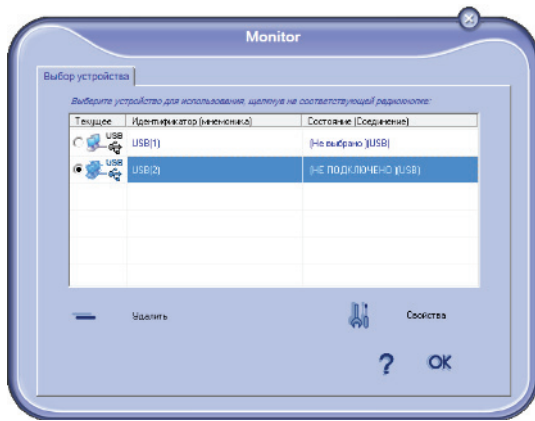 Monitor
Выбор устройства
Выберите устройство для использования, щелкнув на соответствующей радиокнопке:
Текущее Идентификатор (мнемоника) Состояние (Соединение)
USB USB(1) (Не выбрано )(USB)
USB USB(2) (НЕ ПОДКЛЮЧЕНО )(USB)
Удалить Свойства
? OK